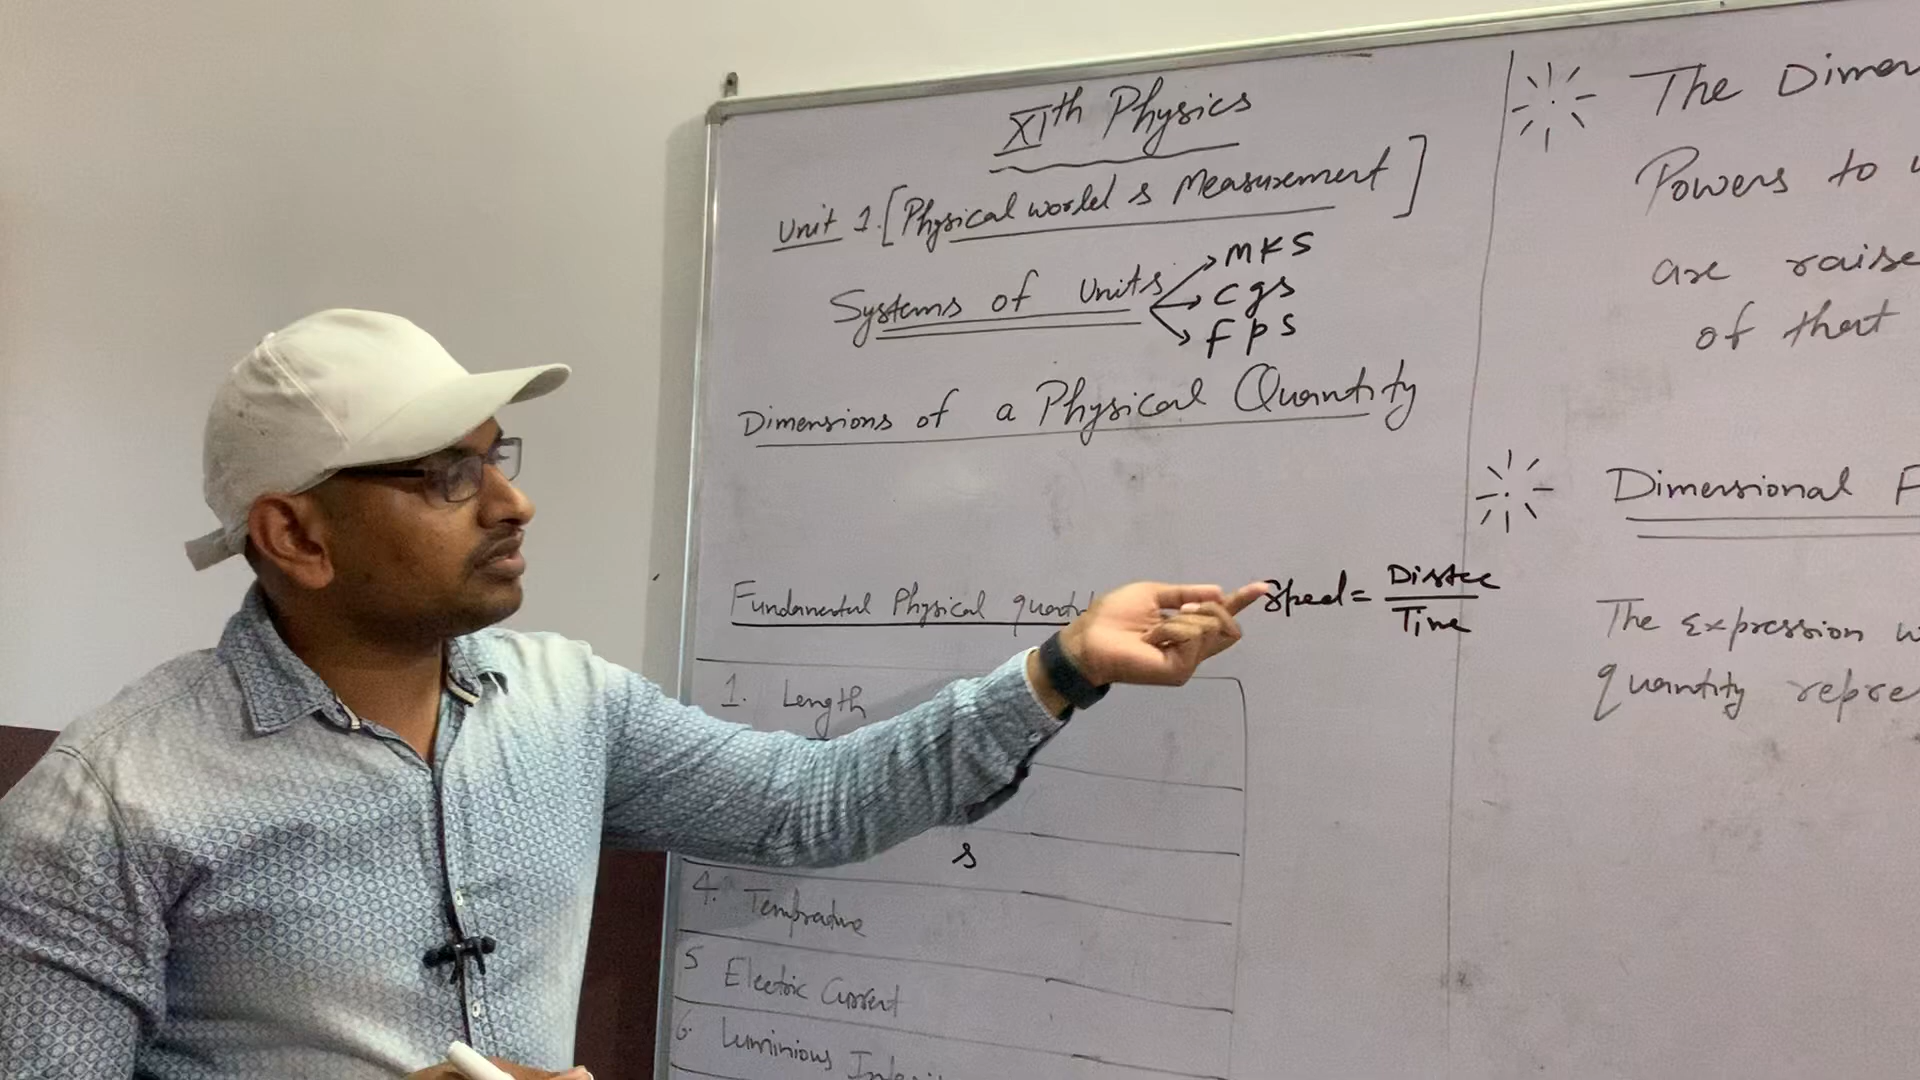 XIth Physics
Unit 1. [Physical world & Measurement]
Systems of Units
MKS
cgs
fps
Dimensions of a Physical Quantity
Fundamental Physical
1. Length
s
4. Temprature
5 Electric Current
6. Luminious
Speed = Distce
Time
The
Powers to
are raise
of that
Dimensional F
The Expression
quantity repre